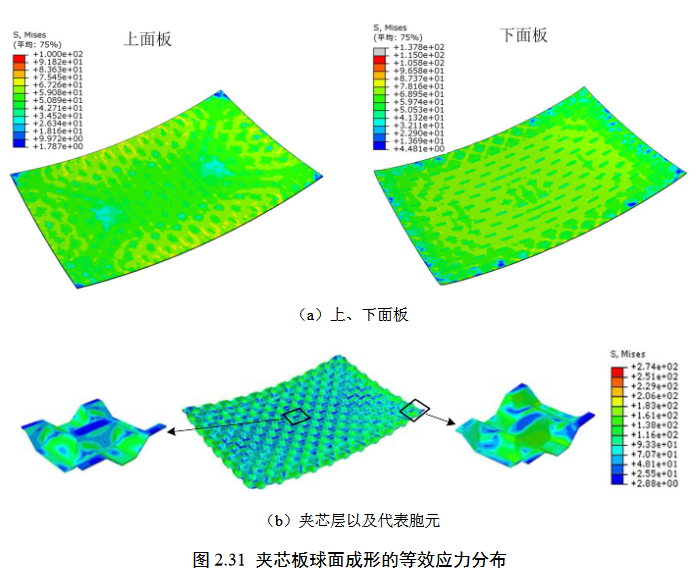 S, Mises
(平均: 75%)
+1.000e+02
+9.182e+01
+8.363e+01
+7.545e+01
+6.726e+01
+5.908e+01
+5.089e+01
+4.271e+01
+3.452e+01
+2.634e+01
+1.816e+01
+9.972e+00
+1.787e+00
上面板
S, Mises
(平均: 75%)
+1.378e+02
+1.150e+02
+1.058e+02
+9.658e+01
+8.737e+01
+7.816e+01
+6.895e+01
+5.974e+01
+5.053e+01
+4.132e+01
+3.211e+01
+2.290e+01
+1.369e+01
+4.481e+00
下面板
（a）上、下面板
S, Mises
+2.74e+02
+2.51e+02
+2.29e+02
+2.06e+02
+1.83e+02
+1.61e+02
+1.38e+02
+1.16e+02
+9.33e+01
+7.07e+01
+4.81e+01
+2.55e+01
+2.88e+00
（b）夹芯层以及代表胞元
图 2.31 夹芯板球面成形的等效应力分布